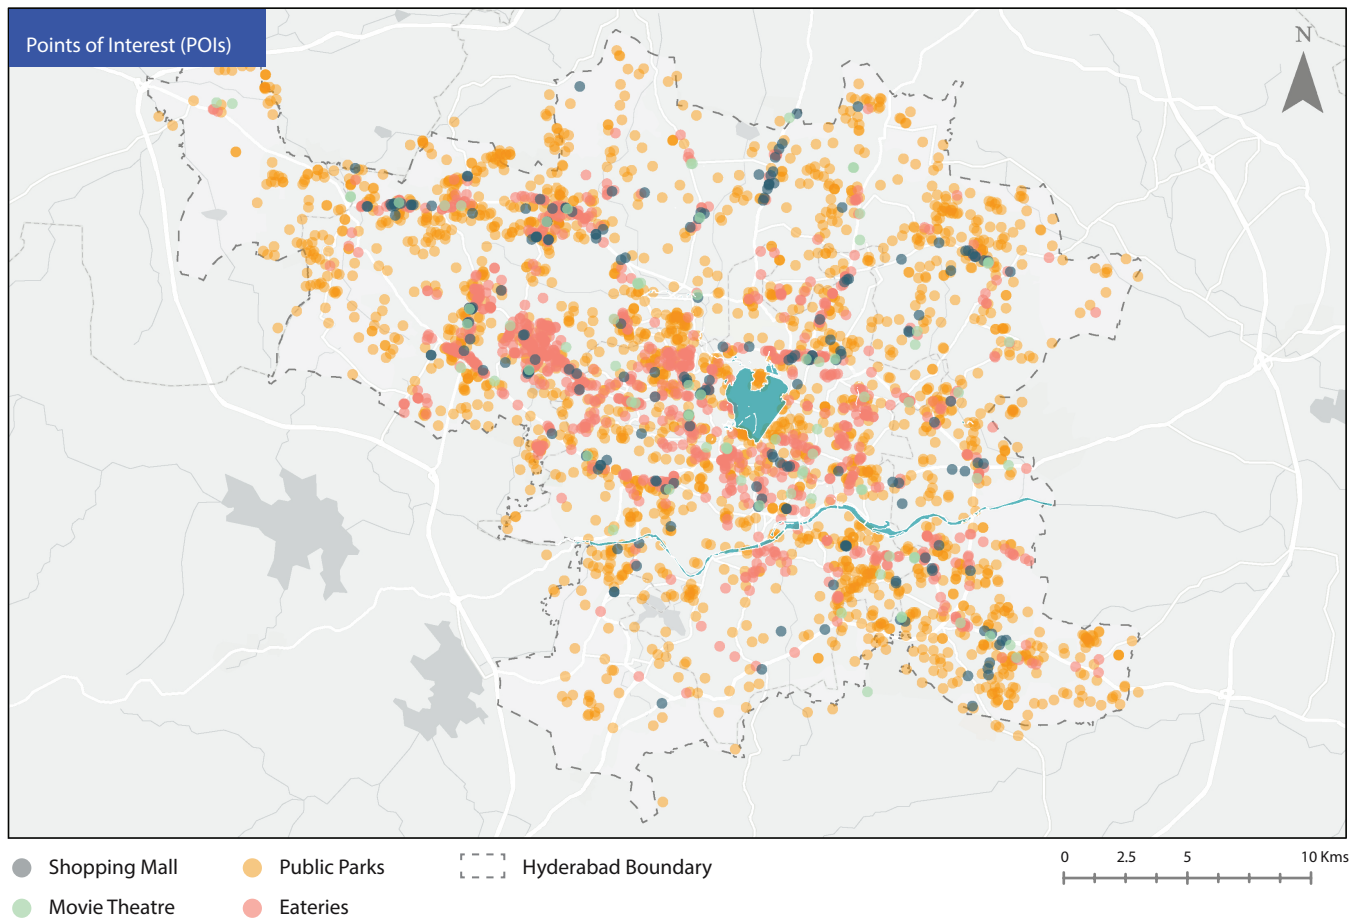 Points of Interest (POIs)
N
Shopping Mall
Public Parks
Hyderabad Boundary
0 2.5 5 10 Kms
Movie Theatre
Eateries